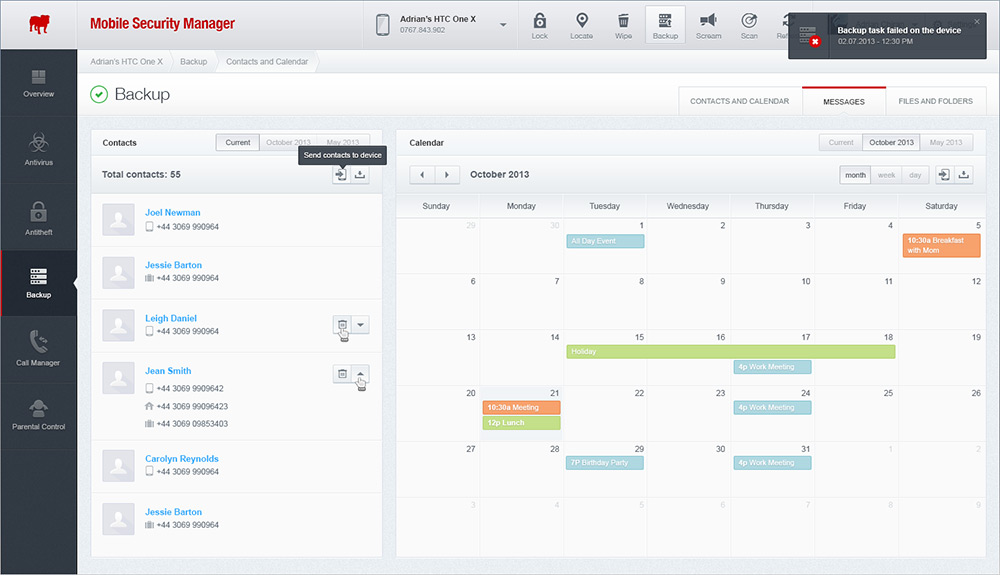 Mobile Security Manager
Adrian's HTC One X
0767.843.902
Lock
Locate
Wipe
Backup
Scream
Scan
Backup task failed on the device
02.07.2013 - 12:30 PM
Adrian's HTC One X
Backup
Contacts and Calendar
Overview
Antivirus
Antitheft
Backup
Call Manager
Parental Control
Backup
CONTACTS AND CALENDAR
MESSAGES
FILES AND FOLDERS
Contacts
Current
October 2013
May 2013
Send contacts to device
Total contacts: 55
Joel Newman
+44 3069 990964
Jessie Barton
+44 3069 990964
Leigh Daniel
+44 3069 990964
Jean Smith
+44 3069 9909642
+44 3069 99096423
+44 3069 09853403
Carolyn Reynolds
+44 3069 990964
Jessie Barton
+44 3069 990964
Calendar
Current
October 2013
May 2013
October 2013
month
week
day
Sunday Monday Tuesday Wednesday Thursday Friday Saturday
29 30 1 2 3 4 5
All Day Event
10:30a Breakfast
with Mom
6 7 8 9 10 11 12
13 14 15 16 17 18 19
Holiday
4p Work Meeting
20 21 22 23 24 25 26
10:30a Meeting
4p Work Meeting
12p Lunch
27 28 29 30 31 1 2
7P Birthday Party
4p Work Meeting
3 4 5 6 7 8 9